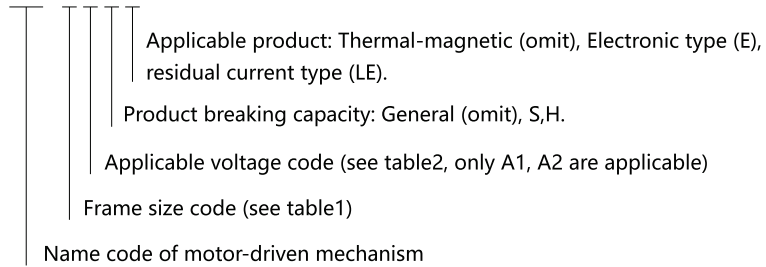 Applicable product: Thermal-magnetic (omit), Electronic type (E),
residual current type (LE).
Product breaking capacity: General (omit), S,H.
Applicable voltage code (see table2, only A1, A2 are applicable)
Frame size code (see table1)
Name code of motor-driven mechanism